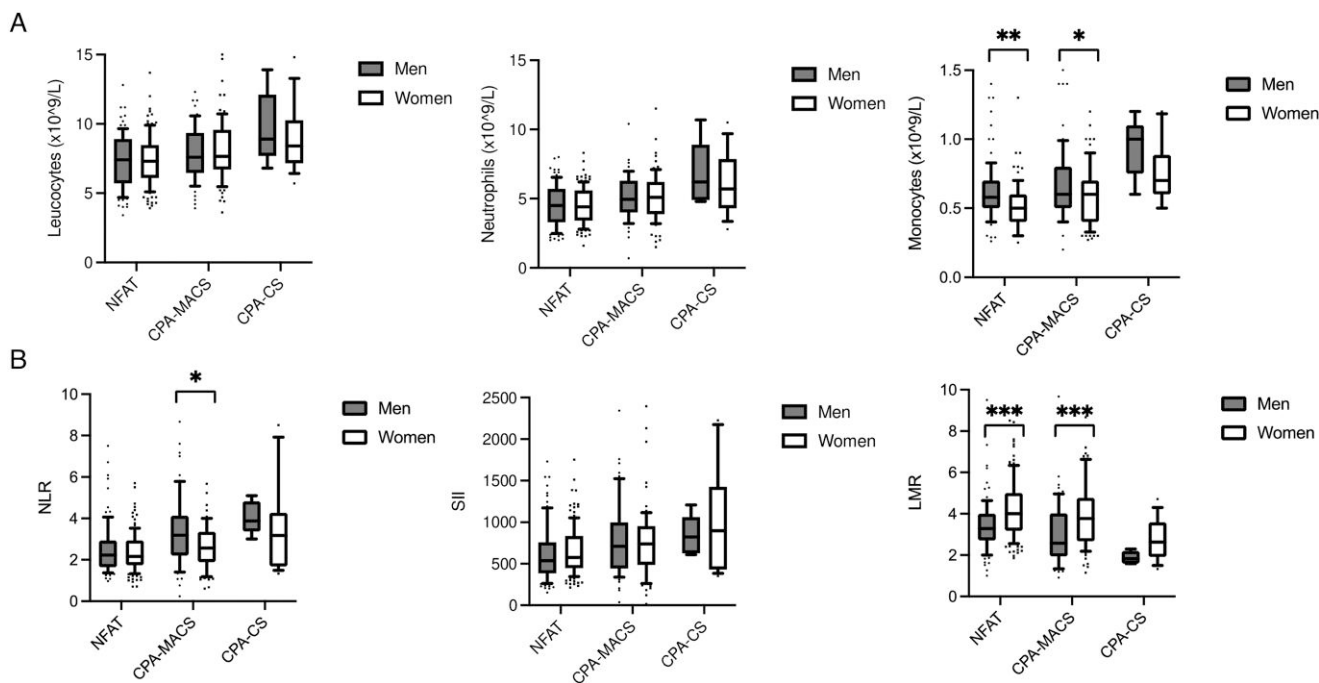 A
Leucocytes (x10^9/L)
15
10
5
0
NFAT
CPA-MACS
CPA-CS
Men
Women
Neutrophils (x10^9/L)
15
10
5
0
NFAT
CPA-MACS
CPA-CS
Men
Women
Monocytes (x10^9/L)
1.5
1.0
0.5
0.0
**
*
NFAT
CPA-MACS
CPA-CS
Men
Women
B
NLR
10
8
6
4
2
0
*
NFAT
CPA-MACS
CPA-CS
Men
Women
SII
2500
2000
1500
1000
500
0
NFAT
CPA-MACS
CPA-CS
Men
Women
LMR
10
8
6
4
2
0
***
***
NFAT
CPA-MACS
CPA-CS
Men
Women